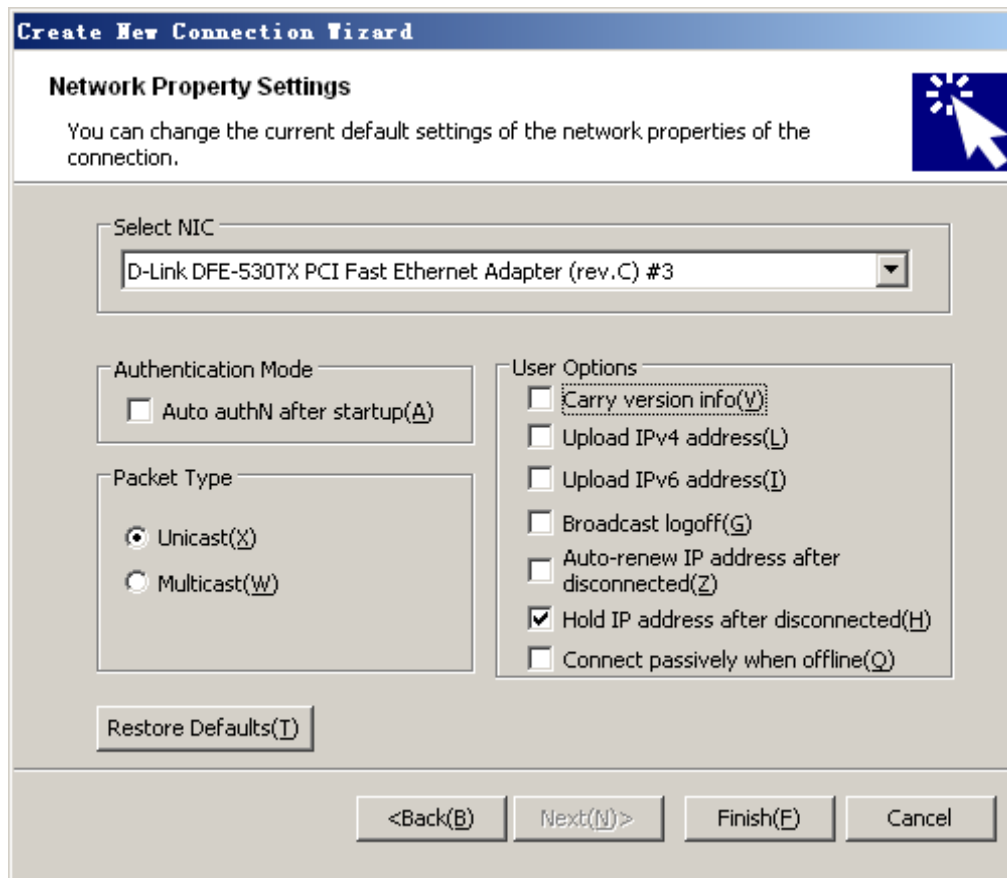 Create New Connection Wizard
Network Property Settings
You can change the current default settings of the network properties of the
connection.
Select NIC
D-Link DFE-530TX PCI Fast Ethernet Adapter (rev.C) #3
Authentication Mode
Auto authN after startup(A)
Packet Type
Unicast(X)
Multicast(W)
User Options
Carry version info(V)
Upload IPv4 address(L)
Upload IPv6 address(I)
Broadcast logoff(G)
Auto-renew IP address after
disconnected(Z)
Hold IP address after disconnected(H)
Connect passively when offline(Q)
Restore Defaults(T)
<Back(B)
Next(N)>
Finish(F)
Cancel